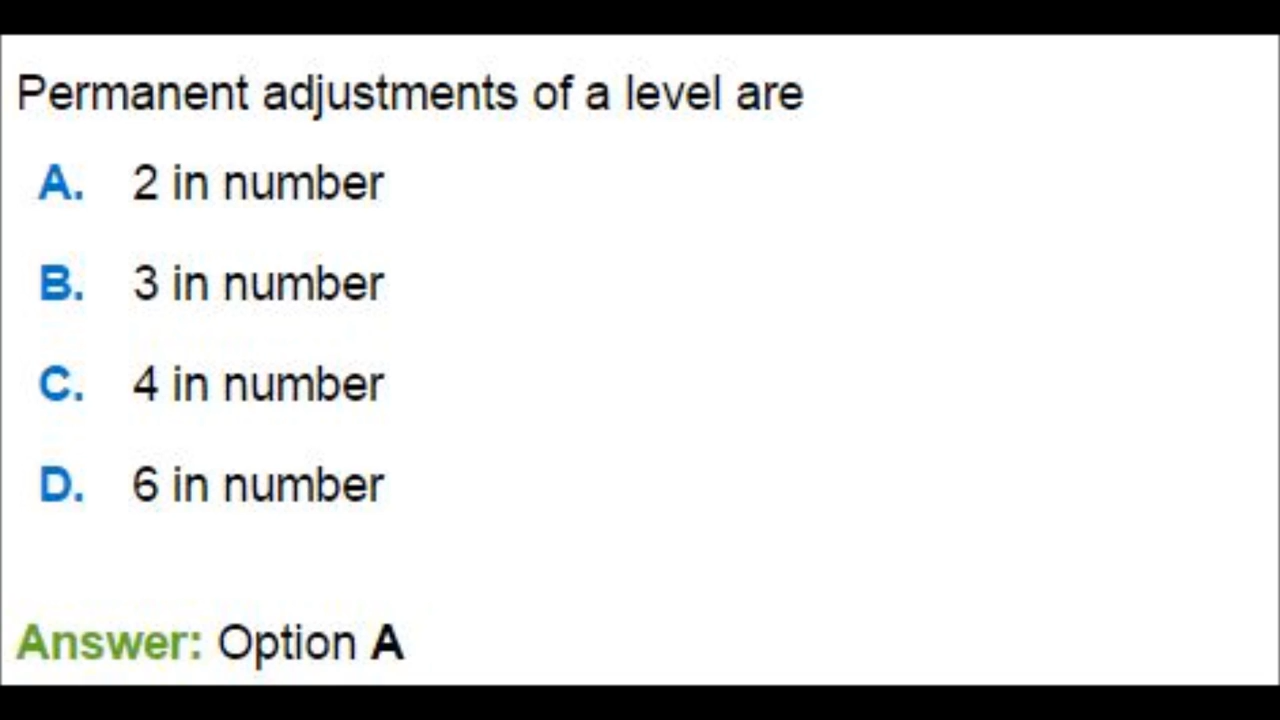 Permanent adjustments of a level are
A. 2 in number
B. 3 in number
C. 4 in number
D. 6 in number
Answer: Option A